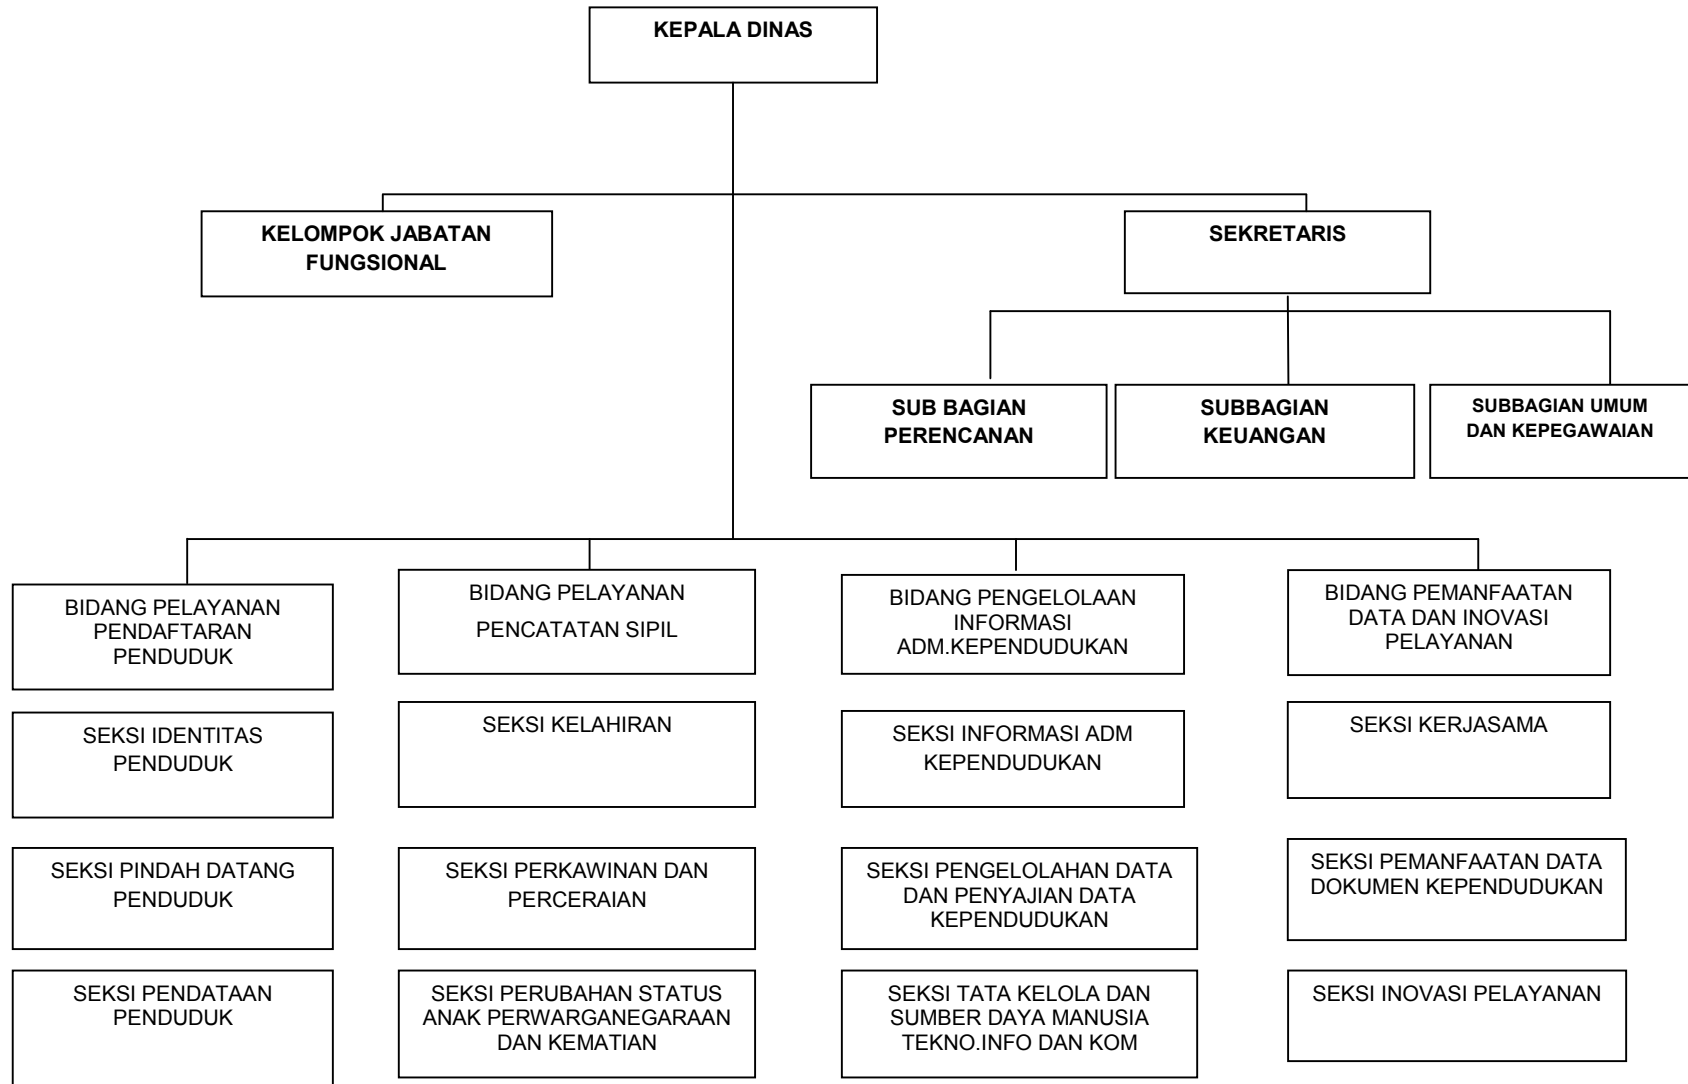 KEPALA DINAS
KELOMPOK JABATAN
FUNGSIONAL
SEKRETARIS
SUB BAGIAN
PERENCANAN
SUBBAGIAN
KEUANGAN
SUBBAGIAN UMUM
DAN KEPEGAWAIAN
BIDANG PELAYANAN
PENDAFTARAN
PENDUDUK
BIDANG PELAYANAN
PENCATATAN SIPIL
BIDANG PENGELOLAAN
INFORMASI
ADM.KEPENDUDUKAN
BIDANG PEMANFAATAN
DATA DAN INOVASI
PELAYANAN
SEKSI IDENTITAS
PENDUDUK
SEKSI KELAHIRAN
SEKSI INFORMASI ADM
KEPENDUDUKAN
SEKSI KERJASAMA
SEKSI PINDAH DATANG
PENDUDUK
SEKSI PERKAWINAN DAN
PERCERAIAN
SEKSI PENGELOLAHAN DATA
DAN PENYAJIAN DATA
KEPENDUDUKAN
SEKSI PEMANFAATAN DATA
DOKUMEN KEPENDUDUKAN
SEKSI PENDATAAN
PENDUDUK
SEKSI PERUBAHAN STATUS
ANAK PERWARGANEGARAAN
DAN KEMATIAN
SEKSI TATA KELOLA DAN
SUMBER DAYA MANUSIA
TEKNO.INFO DAN KOM
SEKSI INOVASI PELAYANAN